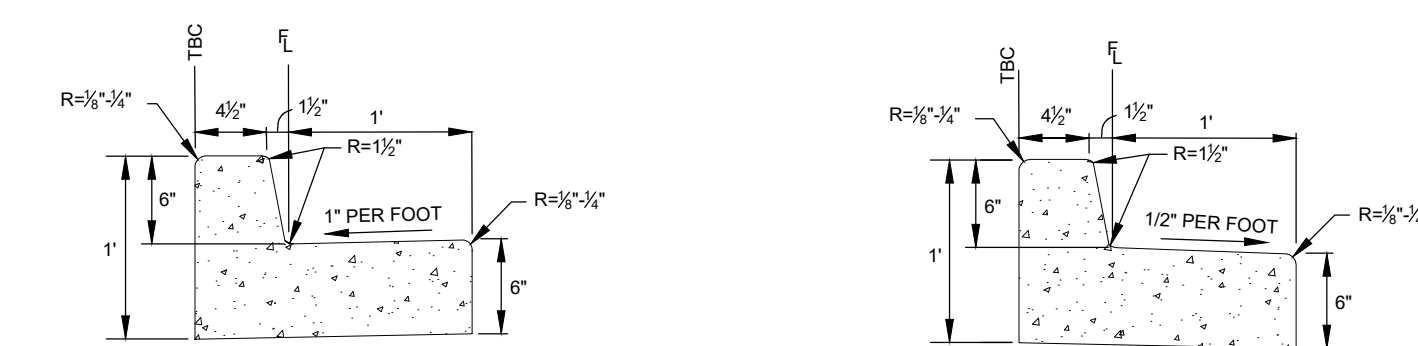 TBC
FL
R=⅛"-¼"
4½"
1½"
1'
R=1½"
6"
1" PER FOOT
R=⅛"-¼"
1'
6"
TBC
FL
R=⅛"-¼"
4½"
1½"
1'
R=1½"
6"
1/2" PER FOOT
1'
6"